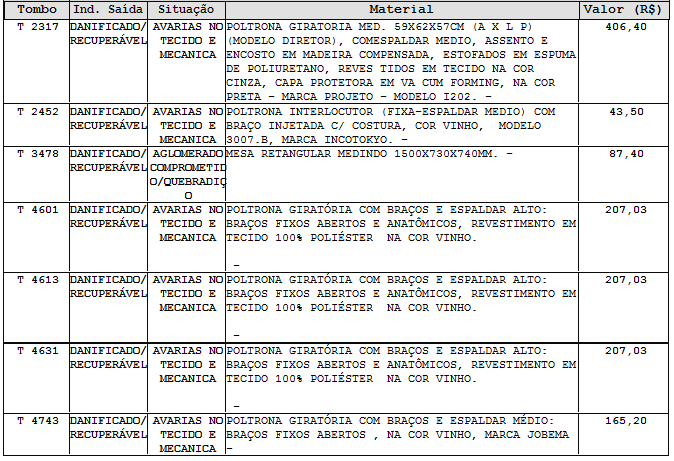 Tombo Ind. Saída Situação Material Valor (R$)
T 2317 DANIFICADO/ AVARIAS NO POLTRONA GIRATORIA MED. 59X62X57CM (A X L P) 406,40
RECUPERÁVEL TECIDO E (MODELO DIRETOR), COMESPALDAR MEDIO, ASSENTO E
MECANICA ENCOSTO EM MADEIRA COMPENSADA, ESTOFADOS EM ESPUMA
DE POLIURETANO, REVES TIDOS EM TECIDO NA COR
CINZA, CAPA PROTETORA EM VA CUM FORMING, NA COR
PRETA - MARCA PROJETO - MODELO I202. -
T 2452 DANIFICADO/ AVARIAS NO POLTRONA INTERLOCUTOR (FIXA-ESPALDAR MEDIO) COM 43,50
RECUPERÁVEL TECIDO E BRAÇO INJETADA C/ COSTURA, COR VINHO, MODELO
MECANICA 3007.B, MARCA INCOTOKYO. -
T 3478 DANIFICADO/ AGLOMERADO MESA RETANGULAR MEDINDO 1500X730X740MM. - 87,40
RECUPERÁVEL COMPROMETID
O/QUEBRADIÇ
O
T 4601 DANIFICADO/ AVARIAS NO POLTRONA GIRATÓRIA COM BRAÇOS E ESPALDAR ALTO: 207,03
RECUPERÁVEL TECIDO E BRAÇOS FIXOS ABERTOS E ANATÔMICOS, REVESTIMENTO EM
MECANICA TECIDO 100% POLIÉSTER NA COR VINHO.
-
T 4613 DANIFICADO/ AVARIAS NO POLTRONA GIRATÓRIA COM BRAÇOS E ESPALDAR ALTO: 207,03
RECUPERÁVEL TECIDO E BRAÇOS FIXOS ABERTOS E ANATÔMICOS, REVESTIMENTO EM
MECANICA TECIDO 100% POLIÉSTER NA COR VINHO.
-
T 4631 DANIFICADO/ AVARIAS NO POLTRONA GIRATÓRIA COM BRAÇOS E ESPALDAR ALTO: 207,03
RECUPERÁVEL TECIDO E BRAÇOS FIXOS ABERTOS E ANATÔMICOS, REVESTIMENTO EM
MECANICA TECIDO 100% POLIÉSTER NA COR VINHO.
-
T 4743 DANIFICADO/ AVARIAS NO POLTRONA GIRATÓRIA COM BRAÇOS E ESPALDAR MÉDIO: 165,20
RECUPERÁVEL TECIDO E BRAÇOS FIXOS ABERTOS , NA COR VINHO, MARCA JOBEMA
MECANICA -